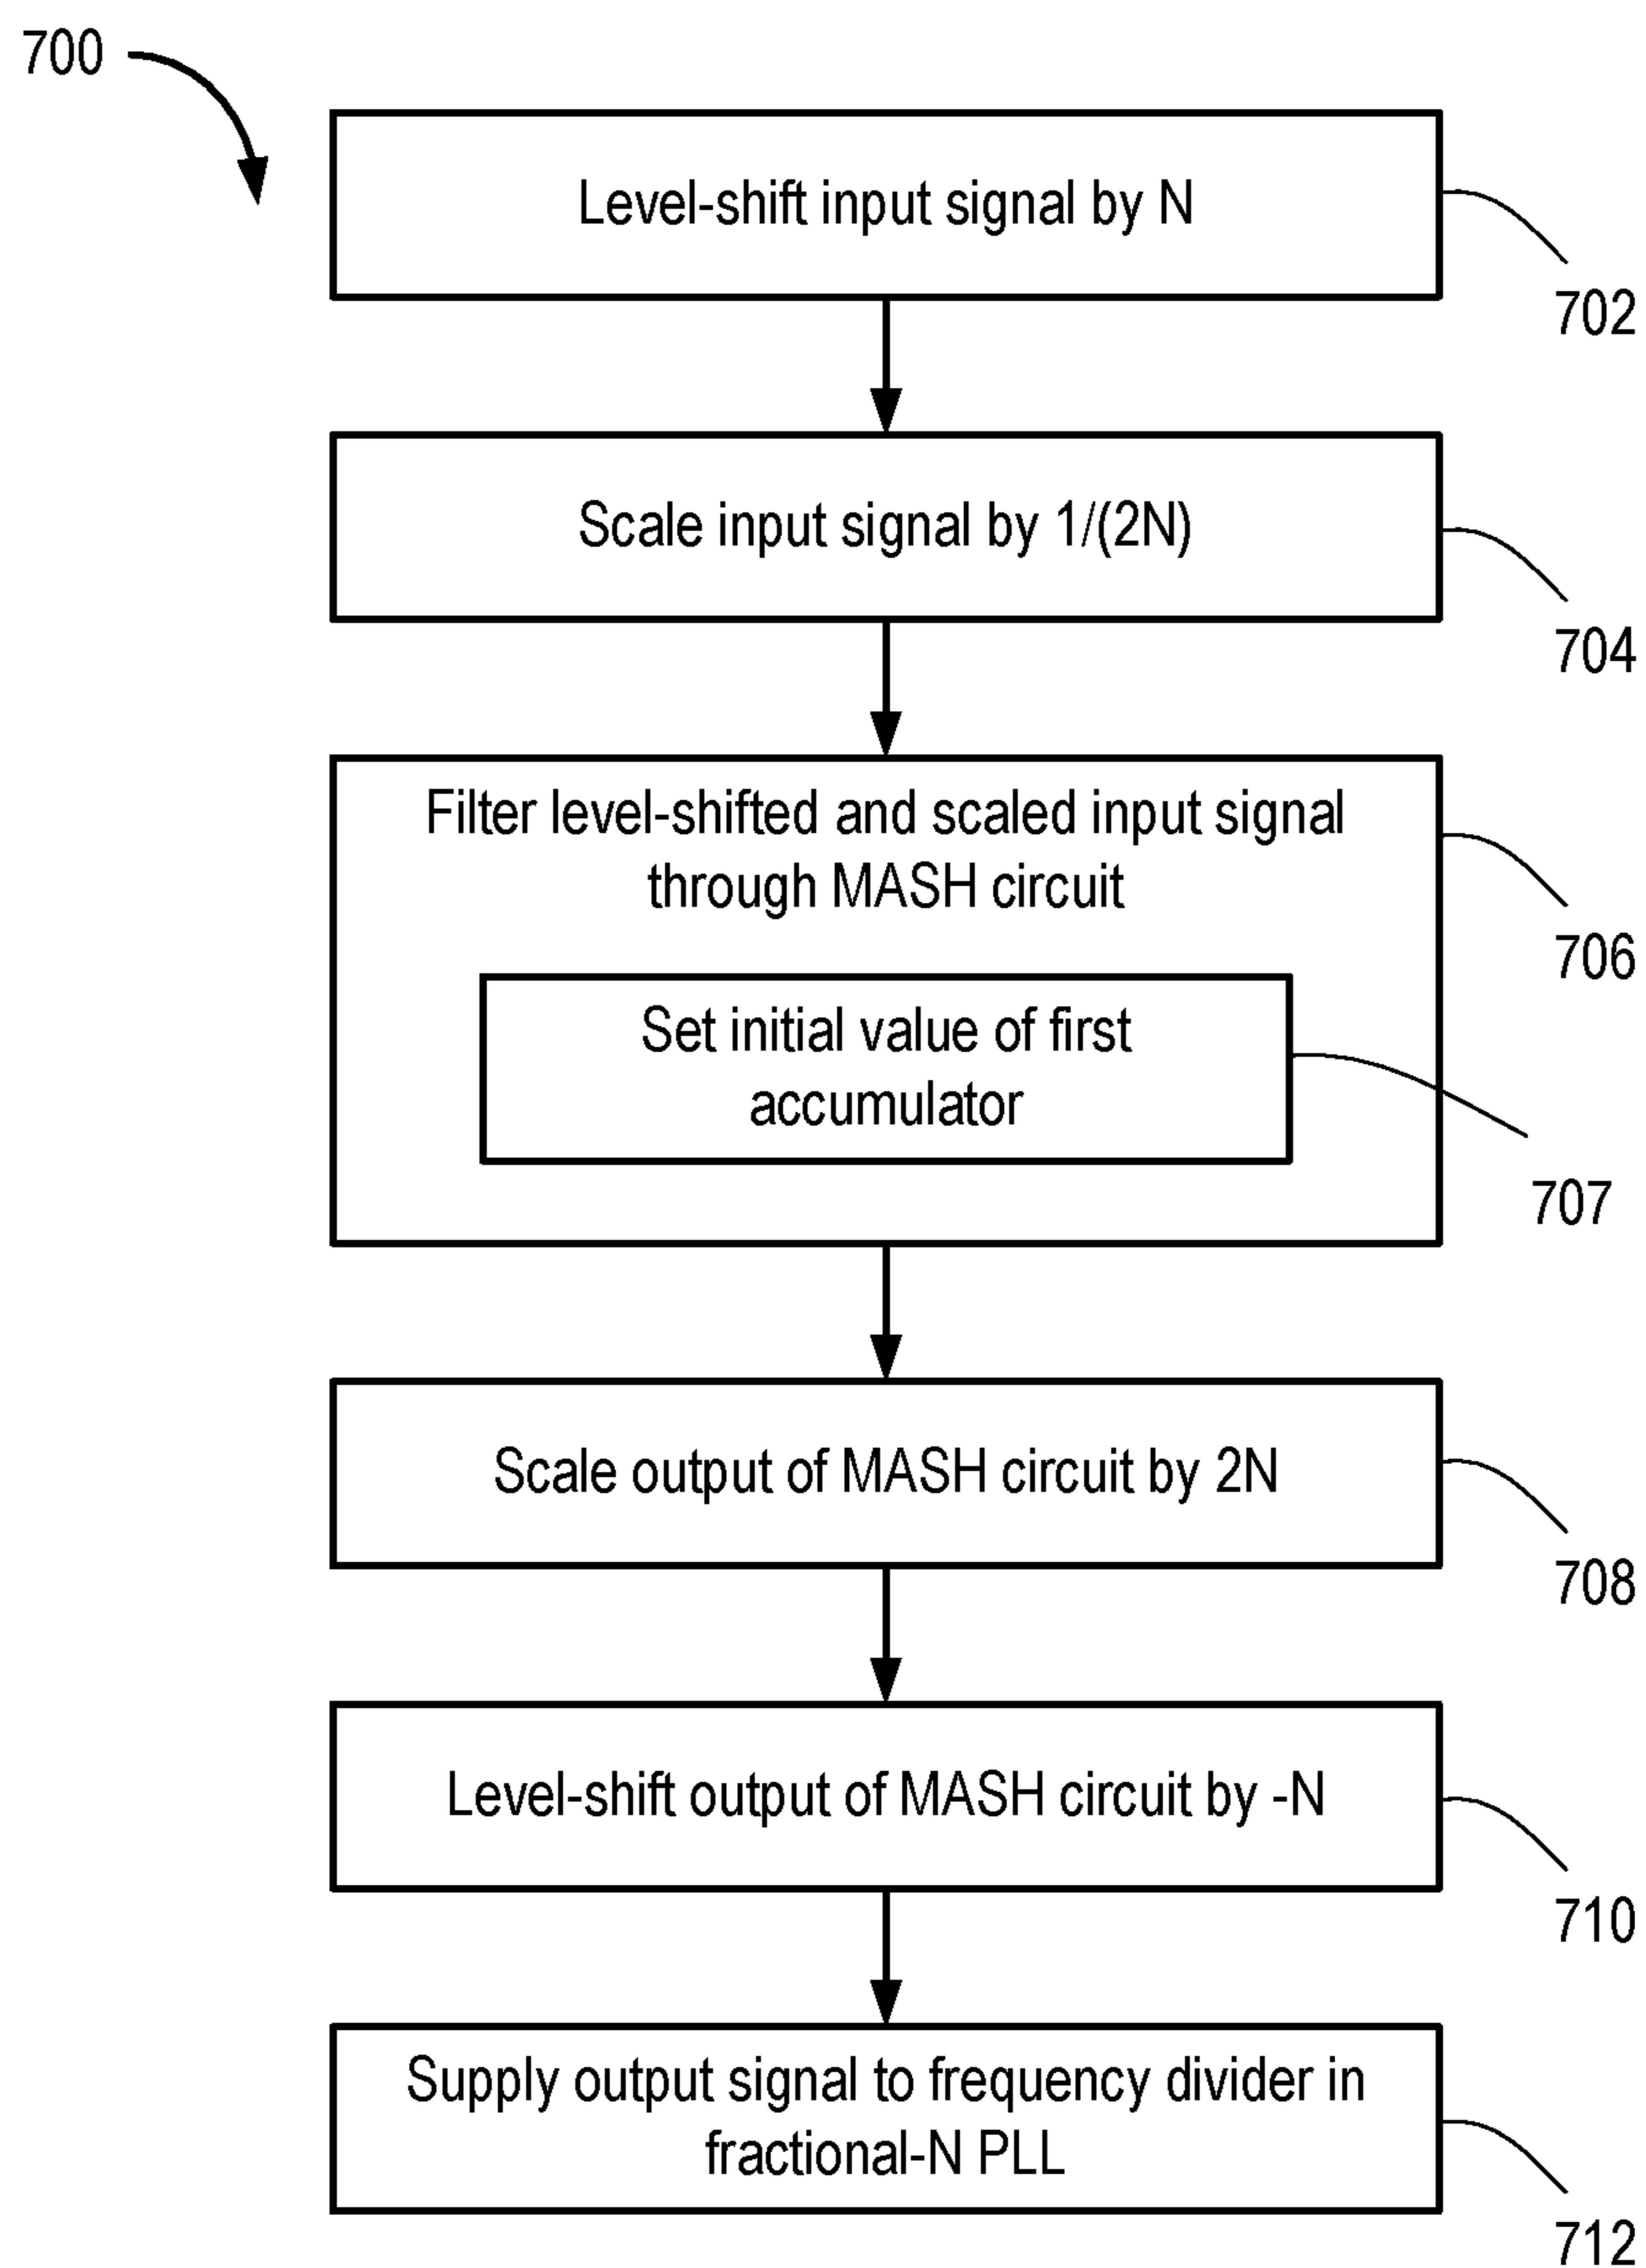 700
Level-shift input signal by N
702
Scale input signal by 1/(2N)
704
Filter level-shifted and scaled input signal
through MASH circuit
706
Set initial value of first
accumulator
707
Scale output of MASH circuit by 2N
708
Level-shift output of MASH circuit by -N
710
Supply output signal to frequency divider in
fractional-N PLL
712